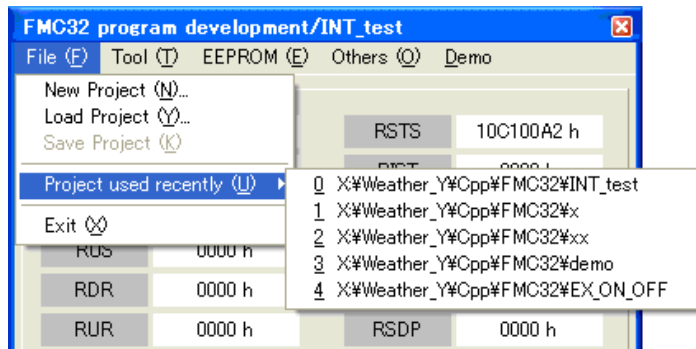 FMC32 program development/INT_test
File (F) Tool (T) EEPROM (E) Others (O) Demo
New Project (N)...
Load Project (Y)...
Save Project (K)
Project used recently (U)
Exit (X)
RSTS 10C100A2 h
0 X:¥Weather_Y¥Cpp¥FMC32¥INT_test
1 X:¥Weather_Y¥Cpp¥FMC32¥x
2 X:¥Weather_Y¥Cpp¥FMC32¥xx
3 X:¥Weather_Y¥Cpp¥FMC32¥demo
4 X:¥Weather_Y¥Cpp¥FMC32¥EX_ON_OFF
RUS 0000 h
RDR 0000 h
RUR 0000 h RSDP 0000 h